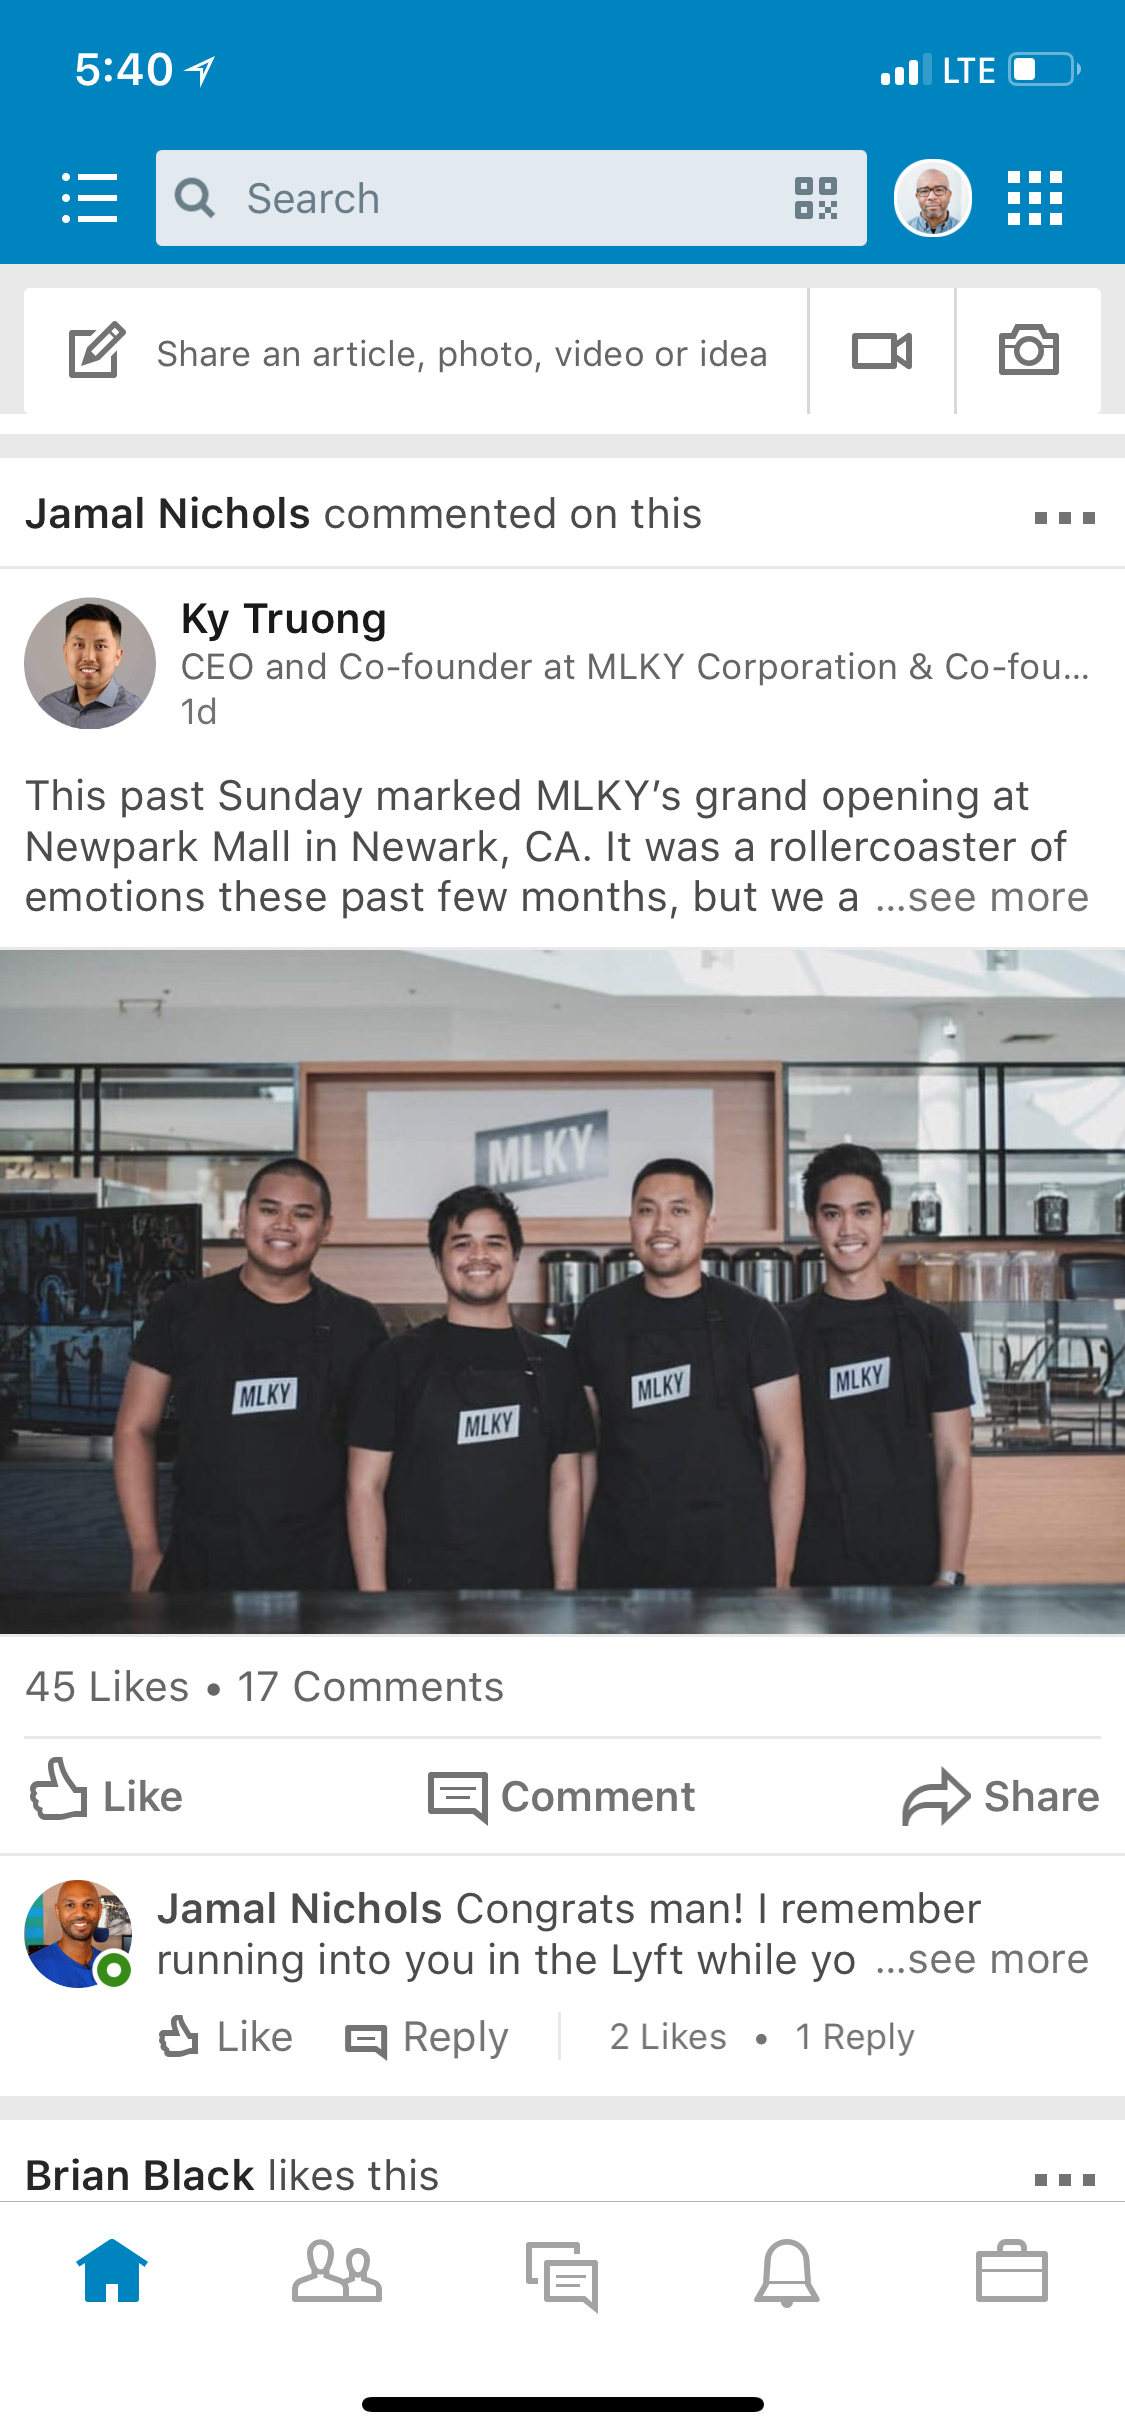 5:40 LTE
Search
Share an article, photo, video or idea
Jamal Nichols commented on this
Ky Truong
CEO and Co-founder at MLKY Corporation & Co-fou...
1d
This past Sunday marked MLKY’s grand opening at
Newpark Mall in Newark, CA. It was a rollercoaster of
emotions these past few months, but we a ...see more
MLKY
MLKY
MLKY
MLKY
MLKY
45 Likes • 17 Comments
Like Comment Share
Jamal Nichols Congrats man! I remember
running into you in the Lyft while yo ...see more
Like Reply 2 Likes • 1 Reply
Brian Black likes this